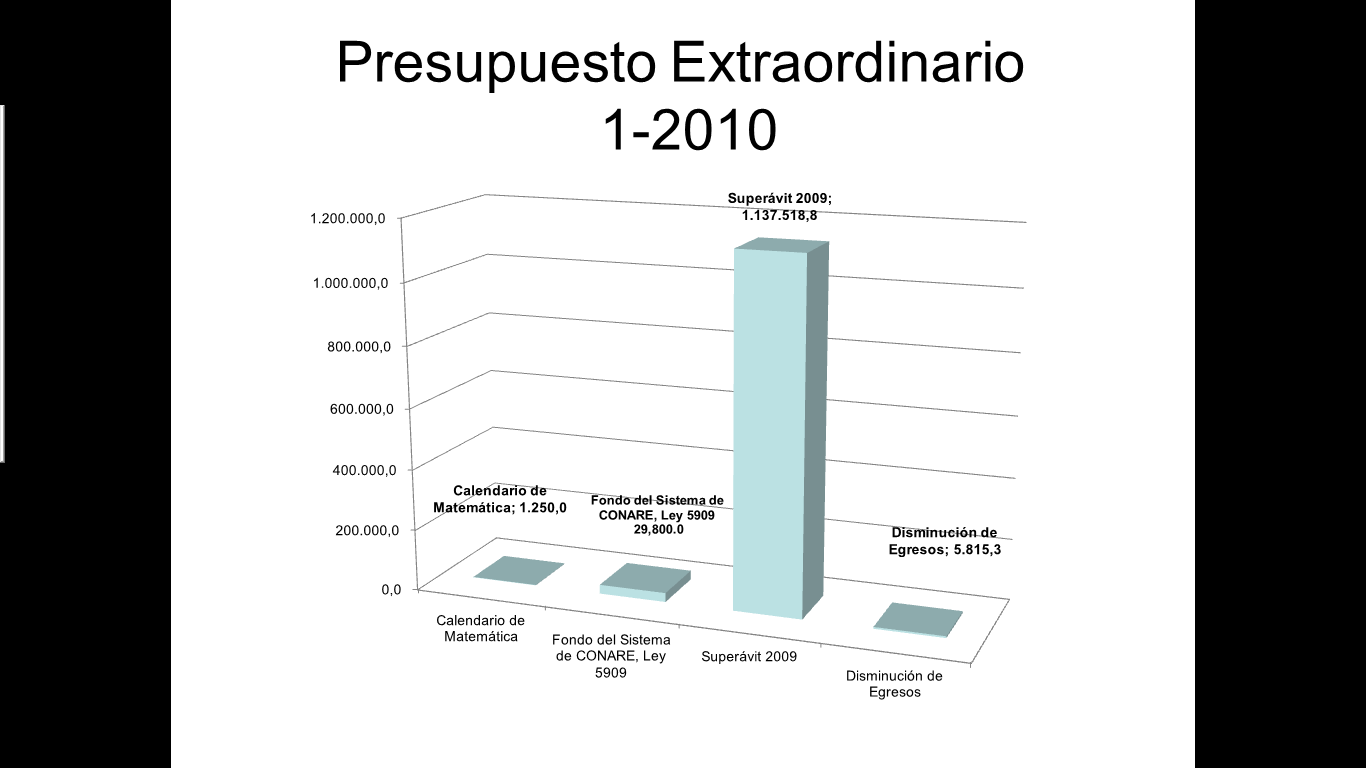 Presupuesto Extraordinario
1-2010
Superávit 2009;
1.137.518,8
1.200.000,0
1.000.000,0
800.000,0
600.000,0
400.000,0
200.000,0
0,0
Calendario de
Matemática; 1.250,0
Fondo del Sistema de
CONARE, Ley 5909
29,800.0
Disminución de
Egresos; 5.815,3
Calendario de
Matemática
Fondo del Sistema
de CONARE, Ley
5909
Superávit 2009
Disminución de
Egresos